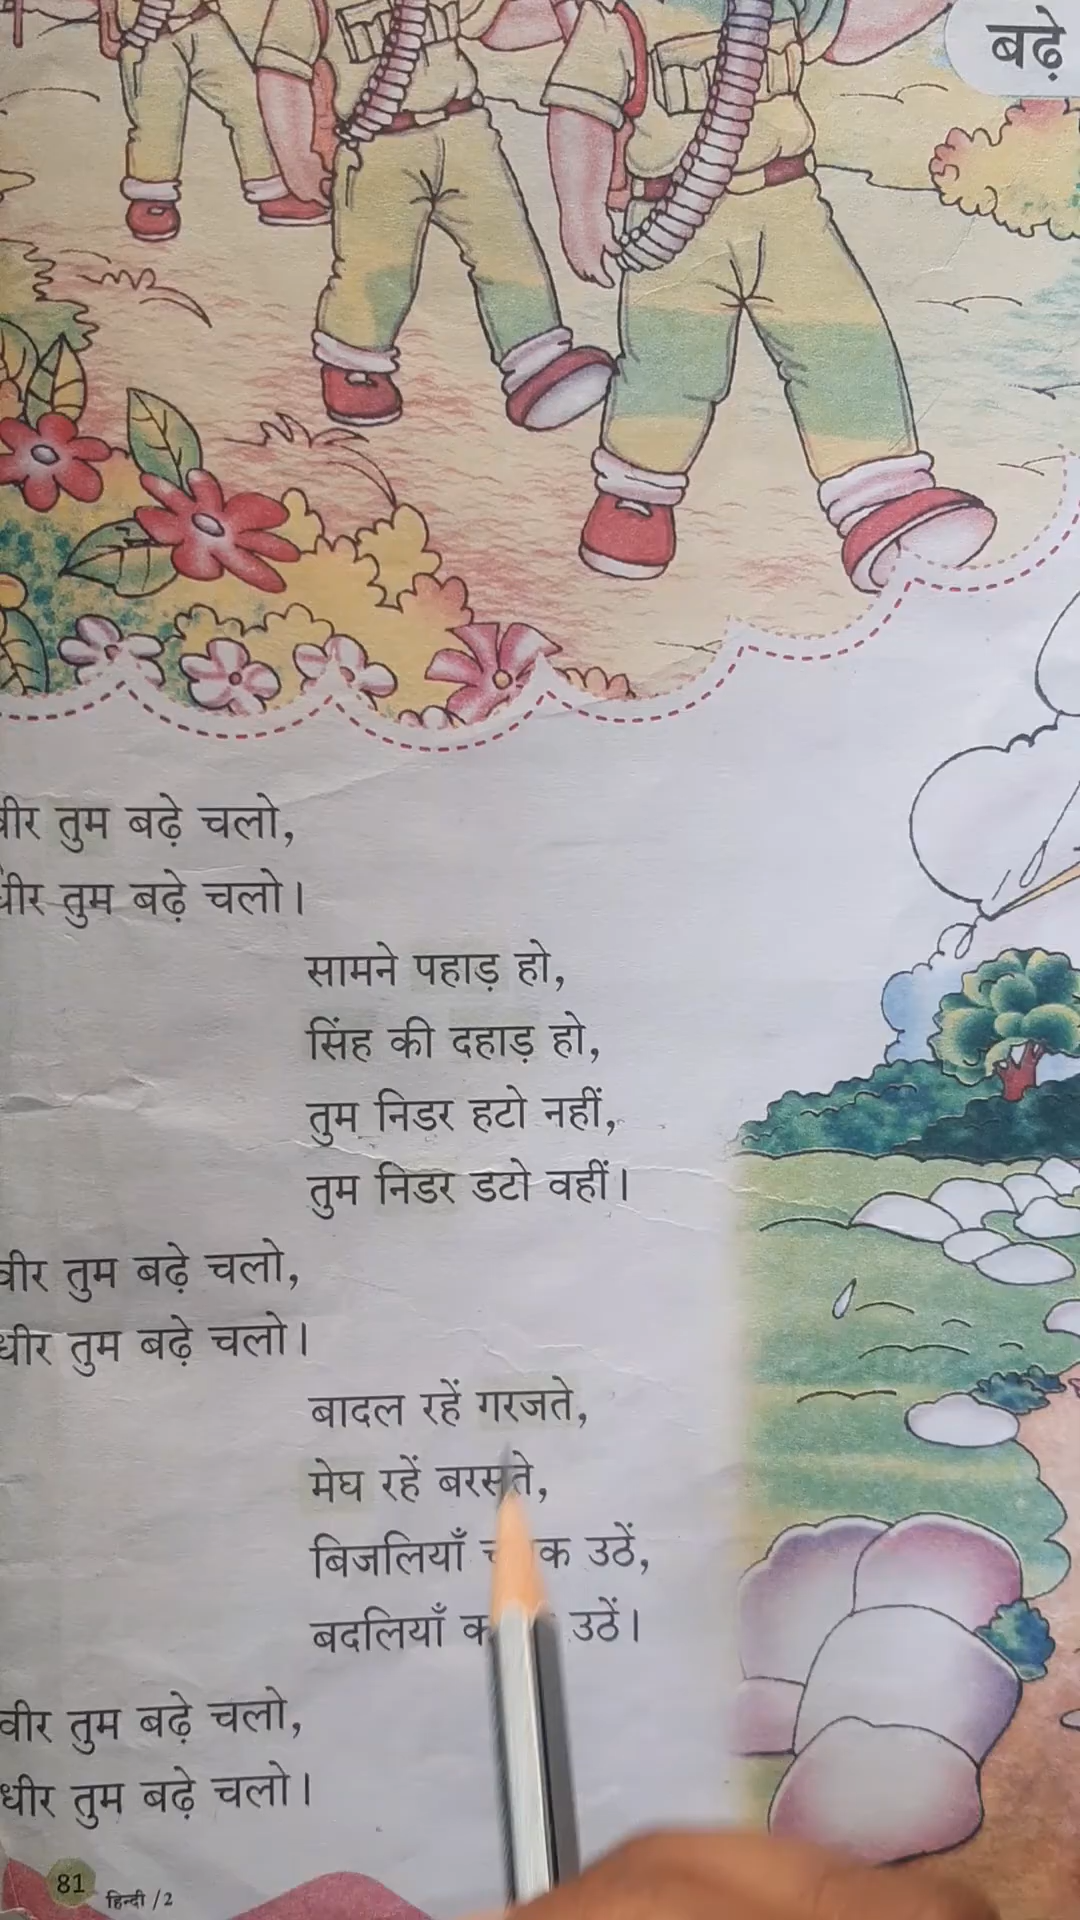 बढ़े
वीर तुम बढ़े चलो,
धीर तुम बढ़े चलो।
सामने पहाड़ हो,
सिंह की दहाड़ हो,
तुम निडर हटो नहीं,
तुम निडर डटो वहीं।
वीर तुम बढ़े चलो,
धीर तुम बढ़े चलो।
बादल रहें गरजते,
मेघ रहें बरसते,
बिजलियाँ उठें,
बदलियाँ उठें।
वीर तुम बढ़े चलो,
धीर तुम बढ़े चलो।
81
हिन्दी /2